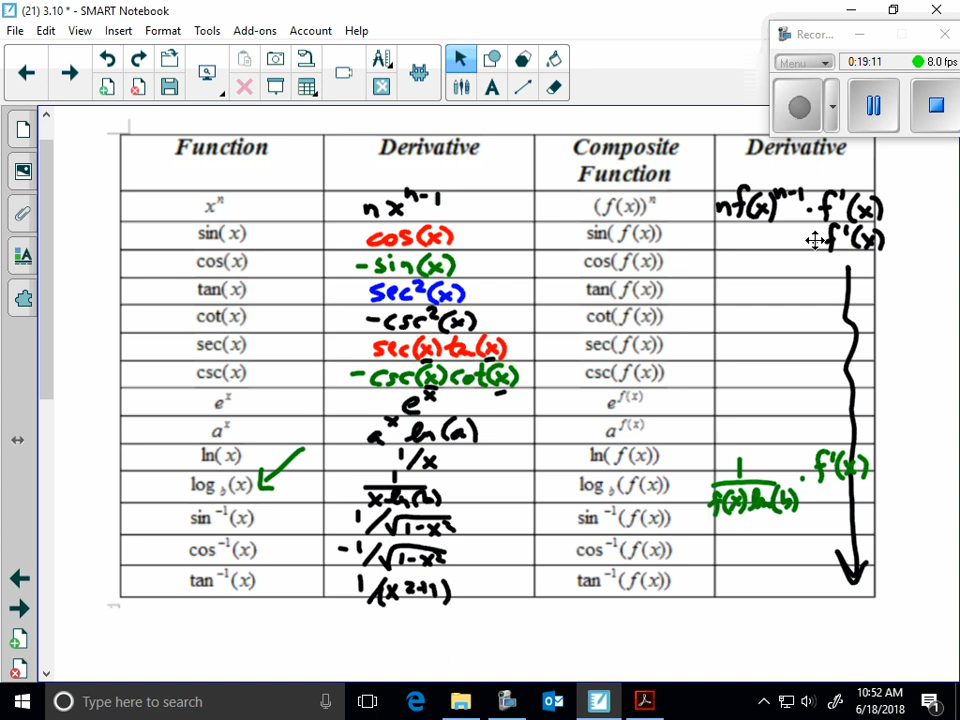 (21) 3.10 * - SMART Notebook
File Edit View Insert Format Tools Add-ons Account Help
Recor...
Menu 0:19:11 8.0 fps
Function Derivative Composite Function Derivative
xⁿ nxⁿ⁻¹ (f(x))ⁿ nf(x)ⁿ⁻¹ · f'(x)
sin(x) cos(x) sin(f(x)) f'(x)
cos(x) -sin(x) cos(f(x))
tan(x) sec²(x) tan(f(x))
cot(x) -csc²(x) cot(f(x))
sec(x) sec(x)tan(x) sec(f(x))
csc(x) -csc(x)cot(x) csc(f(x))
eˣ eˣ e^f(x)
aˣ aˣ ln(a) a^f(x)
ln(x) 1/x ln(f(x))
log_b(x) 1/(x ln(b)) log_b(f(x)) 1/(f(x)ln(b)) · f'(x)
sin⁻¹(x) 1/√(1-x²) sin⁻¹(f(x))
cos⁻¹(x) -1/√(1-x²) cos⁻¹(f(x))
tan⁻¹(x) 1/(x²+1) tan⁻¹(f(x))
Type here to search
10:52 AM
6/18/2018
1